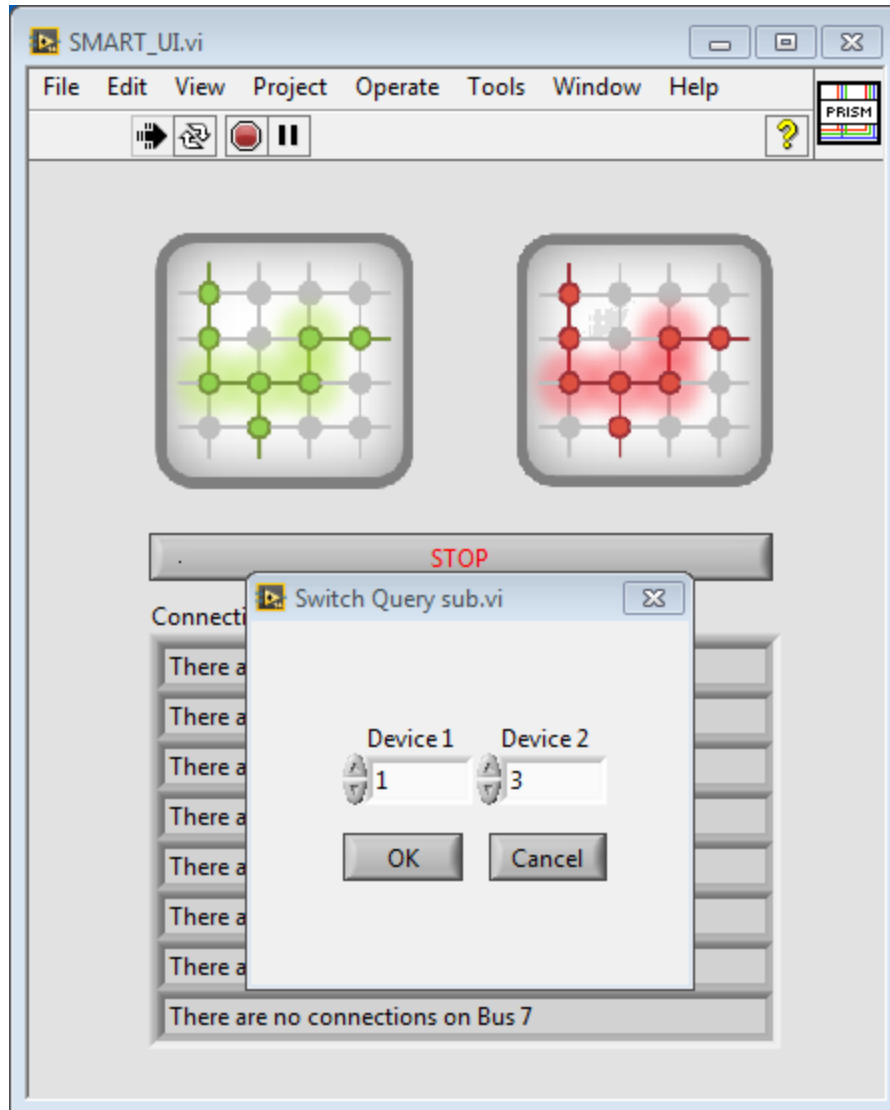 SMART_UI.vi
File Edit View Project Operate Tools Window Help
PRISM
STOP
Switch Query sub.vi
Connecti
There a
There a
Device 1 Device 2
There a
1 3
There a
OK Cancel
There a
There a
There a
There are no connections on Bus 7